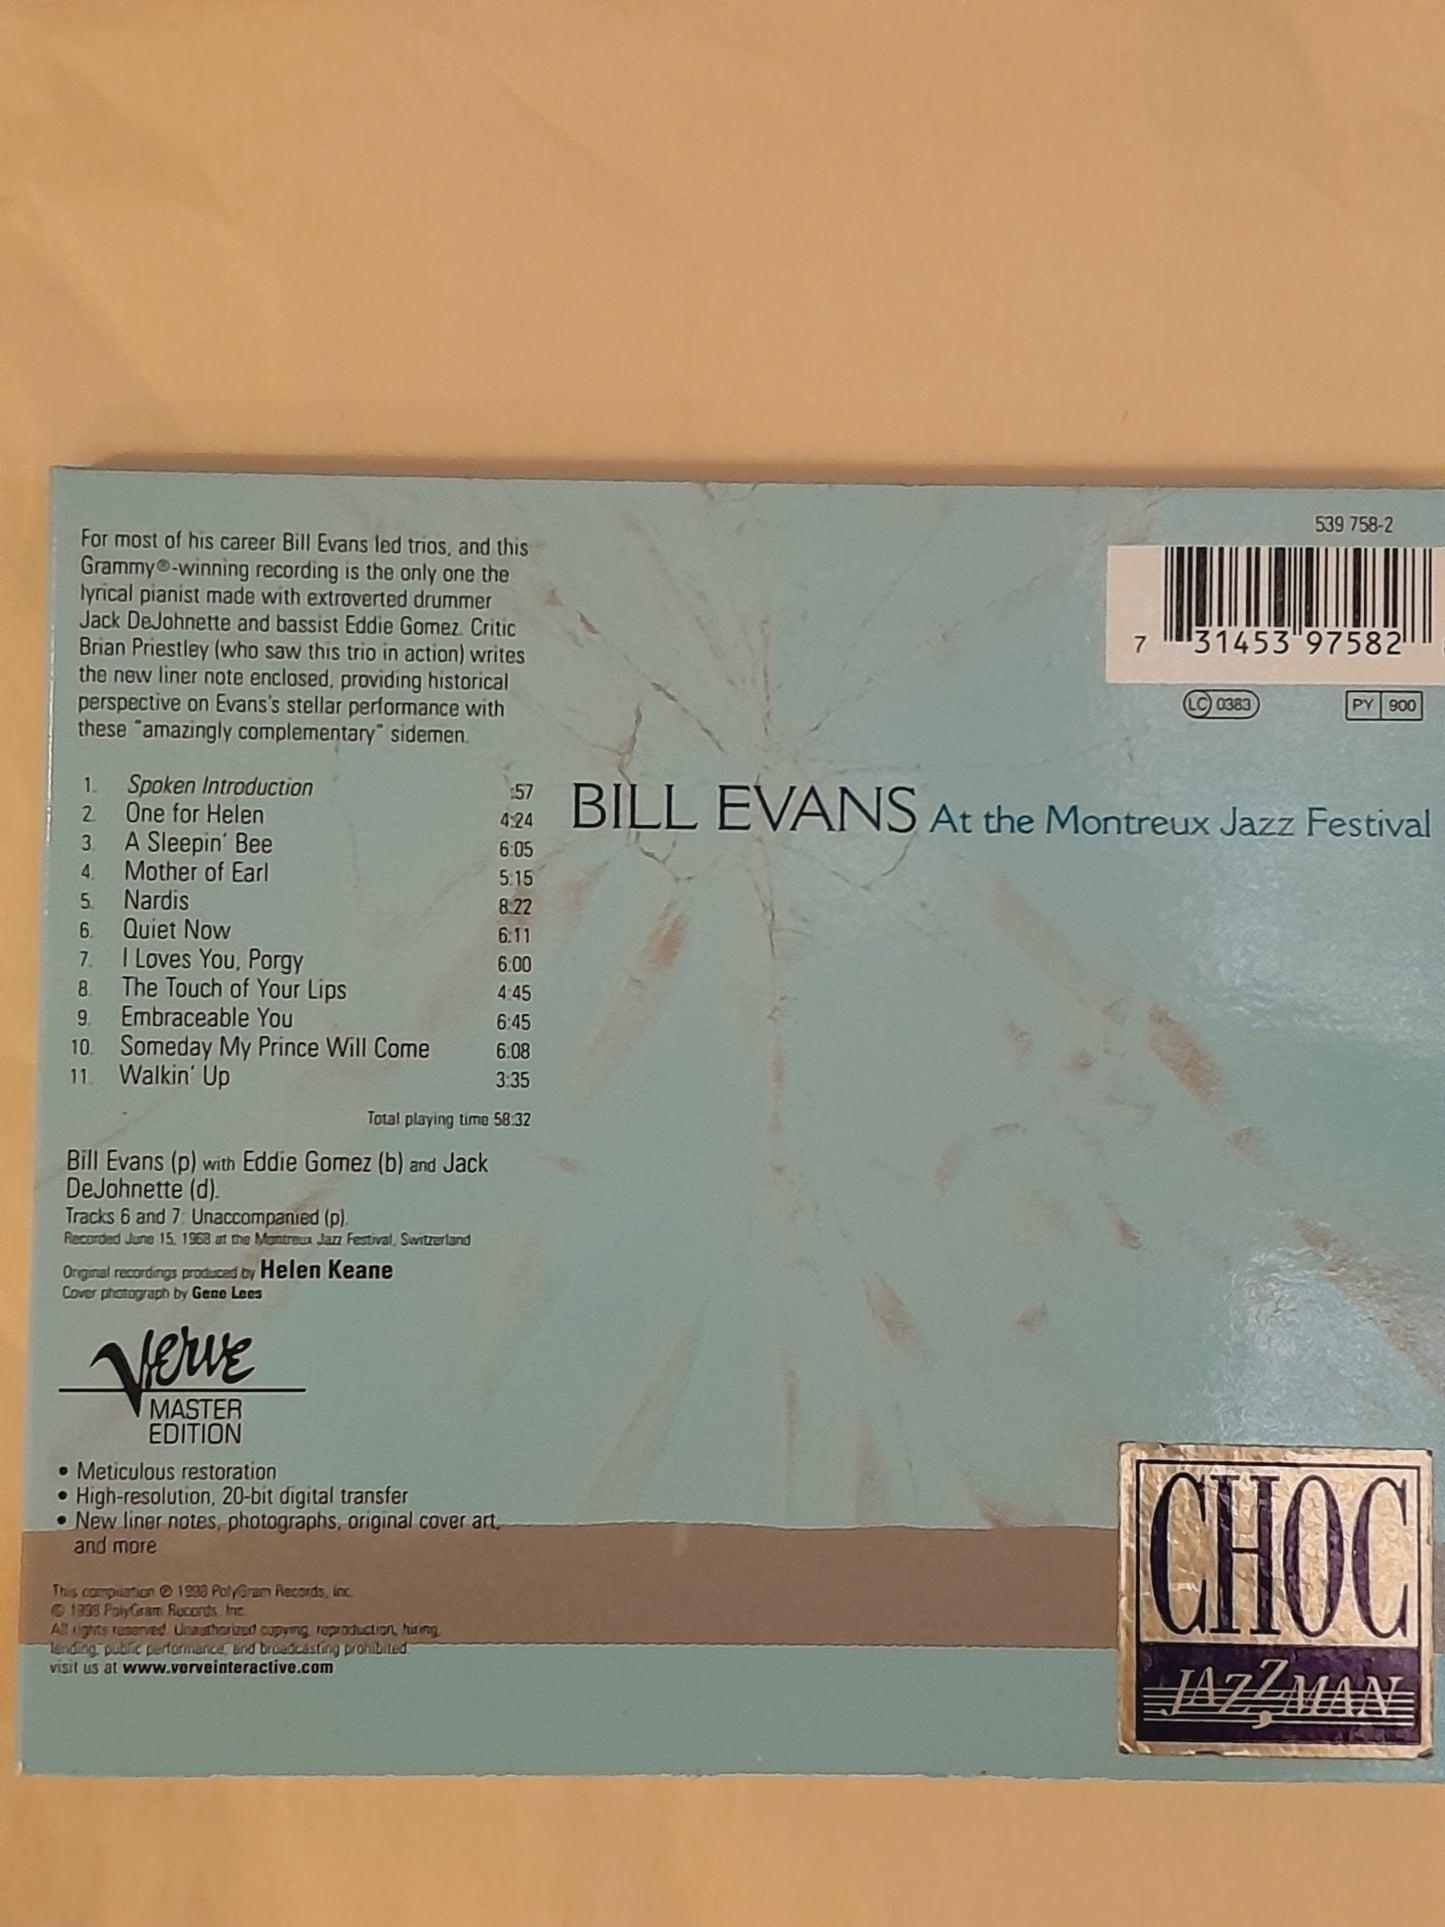 For most of his career Bill Evans led trios, and this
Grammy®-winning recording is the only one the
lyrical pianist made with extroverted drummer
Jack DeJohnette and bassist Eddie Gomez. Critic
Brian Priestley (who saw this trio in action) writes
the new liner note enclosed, providing historical
perspective on Evans's stellar performance with
these "amazingly complementary" sidemen.
1. Spoken Introduction :57
2. One for Helen 4:24
3. A Sleepin' Bee 6:05
4. Mother of Earl 5:15
5. Nardis 8:22
6. Quiet Now 6:11
7. I Loves You, Porgy 6:00
8. The Touch of Your Lips 4:45
9. Embraceable You 6:45
10. Someday My Prince Will Come 6:08
11. Walkin' Up 3:35
Total playing time 58:32
Bill Evans (p) with Eddie Gomez (b) and Jack
DeJohnette (d).
Tracks 6 and 7: Unaccompanied (p).
Recorded June 15, 1968 at the Montreux Jazz Festival, Switzerland
Original recordings produced by Helen Keane
Cover photograph by Gene Lees
Verve
MASTER
EDITION
• Meticulous restoration
• High-resolution, 20-bit digital transfer
• New liner notes, photographs, original cover art,
and more
This compilation ℗ 1998 PolyGram Records, Inc.
© 1998 PolyGram Records, Inc.
All rights reserved. Unauthorized copying, reproduction, hiring,
lending, public performance, and broadcasting prohibited.
visit us at www.verveinteractive.com
BILL EVANS At the Montreux Jazz Festival
539 758-2
7 31453 97582
LC 0383
PY 900
CHOC
JAZZMAN